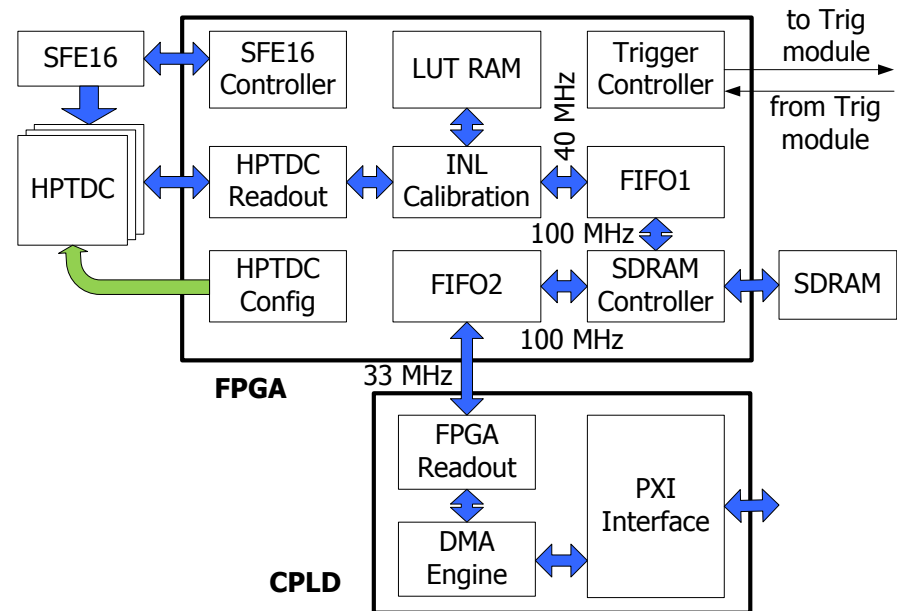 SFE16
SFE16
Controller
LUT RAM
Trigger
Controller
to Trig
module
from Trig
module
HPTDC
HPTDC
Readout
INL
Calibration
40 MHz
FIFO1
100 MHz
HPTDC
Config
FIFO2
SDRAM
Controller
SDRAM
100 MHz
33 MHz
FPGA
FPGA
Readout
PXI
Interface
DMA
Engine
CPLD